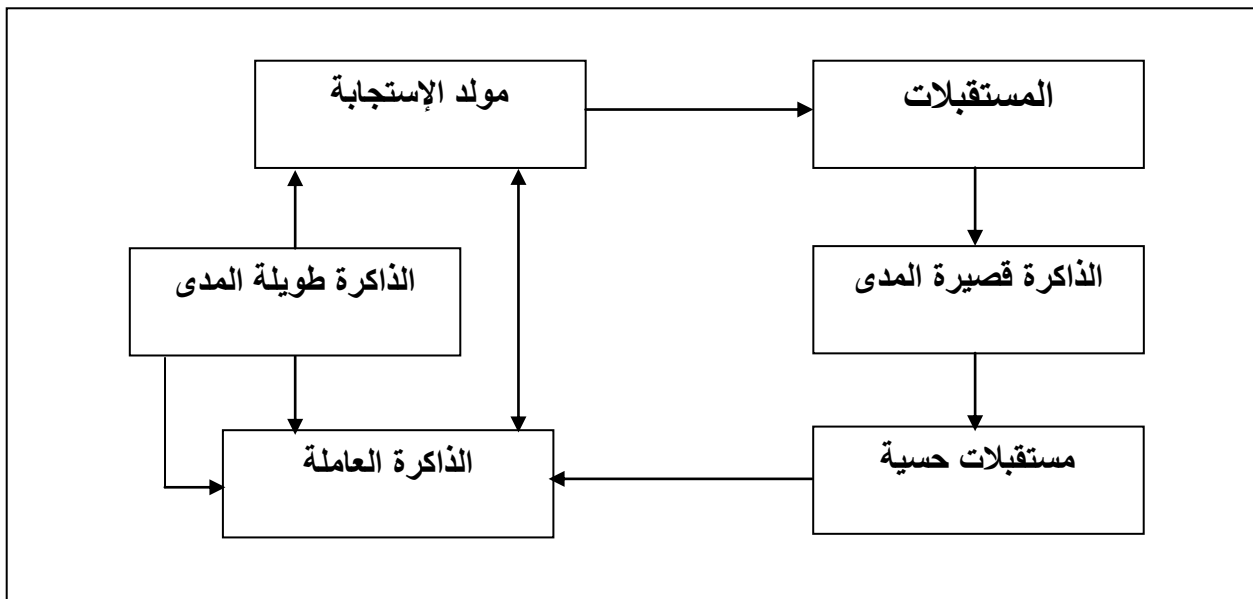 المستقبلات
مولد الإستجابة
الذاكرة قصيرة المدى
الذاكرة طويلة المدى
مستقبلات حسية
الذاكرة العاملة